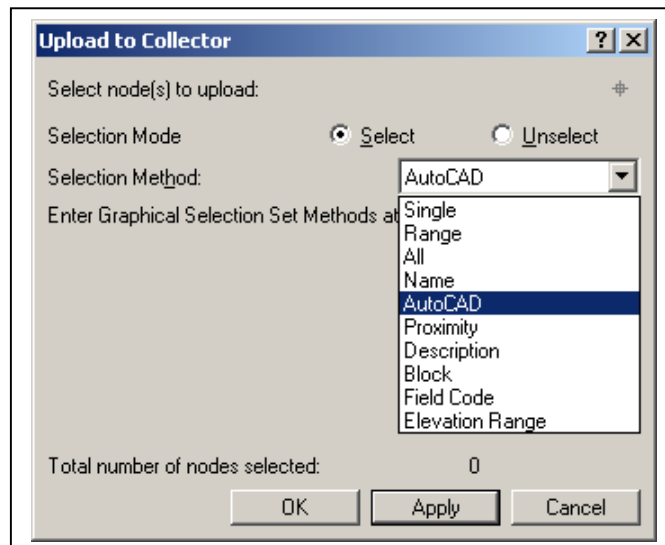 Upload to Collector
Select node(s) to upload:
Selection Mode Select Unselect
Selection Method: AutoCAD
Enter Graphical Selection Set Methods at
Single
Range
All
Name
AutoCAD
Proximity
Description
Block
Field Code
Elevation Range
Total number of nodes selected: 0
OK Apply Cancel